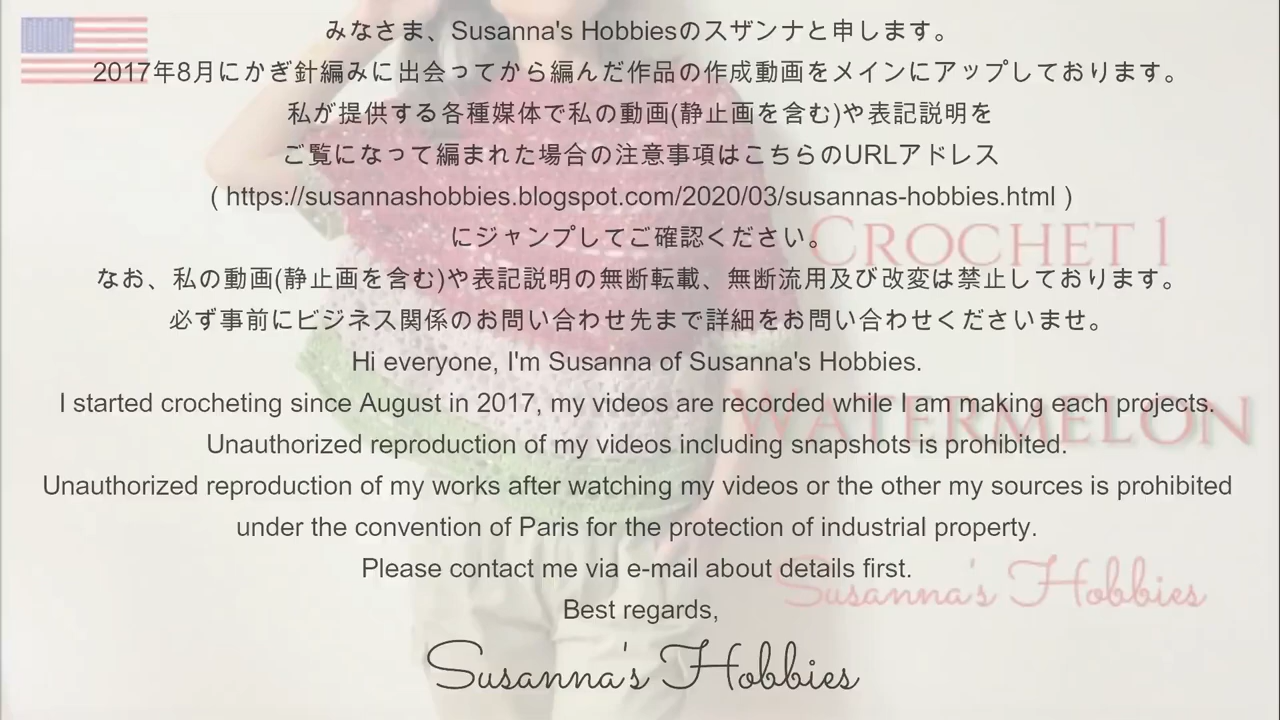 みなさま、Susanna's Hobbiesのスザンナと申します。
2017年8月にかぎ針編みに出会ってから編んだ作品の作成動画をメインにアップしております。
私が提供する各種媒体で私の動画(静止画を含む)や表記説明を
ご覧になって編まれた場合の注意事項はこちらのURLアドレス
( https://susannashobbies.blogspot.com/2020/03/susannas-hobbies.html )
にジャンプしてご確認ください。
CROCHET 1
なお、私の動画(静止画を含む)や表記説明の無断転載、無断流用及び改変は禁止しております。
必ず事前にビジネス関係のお問い合わせ先まで詳細をお問い合わせくださいませ。
Hi everyone, I'm Susanna of Susanna's Hobbies.
I started crocheting since August in 2017, my videos are recorded while I am making each projects.
WATERMELON
Unauthorized reproduction of my videos including snapshots is prohibited.
Unauthorized reproduction of my works after watching my videos or the other my sources is prohibited
under the convention of Paris for the protection of industrial property.
Please contact me via e-mail about details first.
Susanna's Hobbies
Best regards,
Susanna's Hobbies